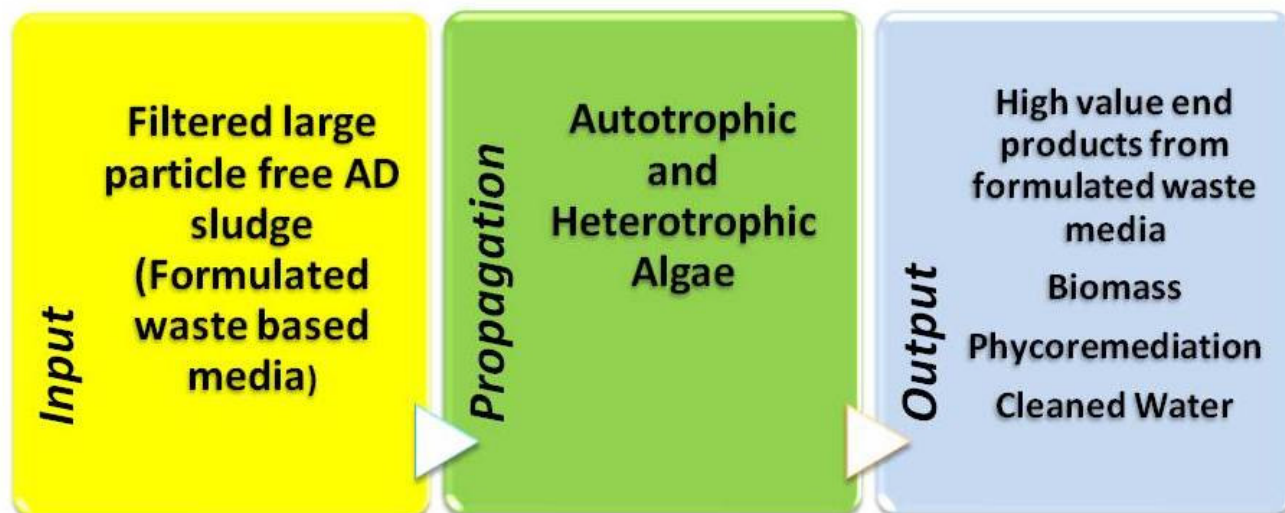 Input
Filtered large
particle free AD
sludge
(Formulated
waste based
media)
Propagation
Autotrophic
and
Heterotrophic
Algae
Output
High value end
products from
formulated waste
media
Biomass
Phycoremediation
Cleaned Water